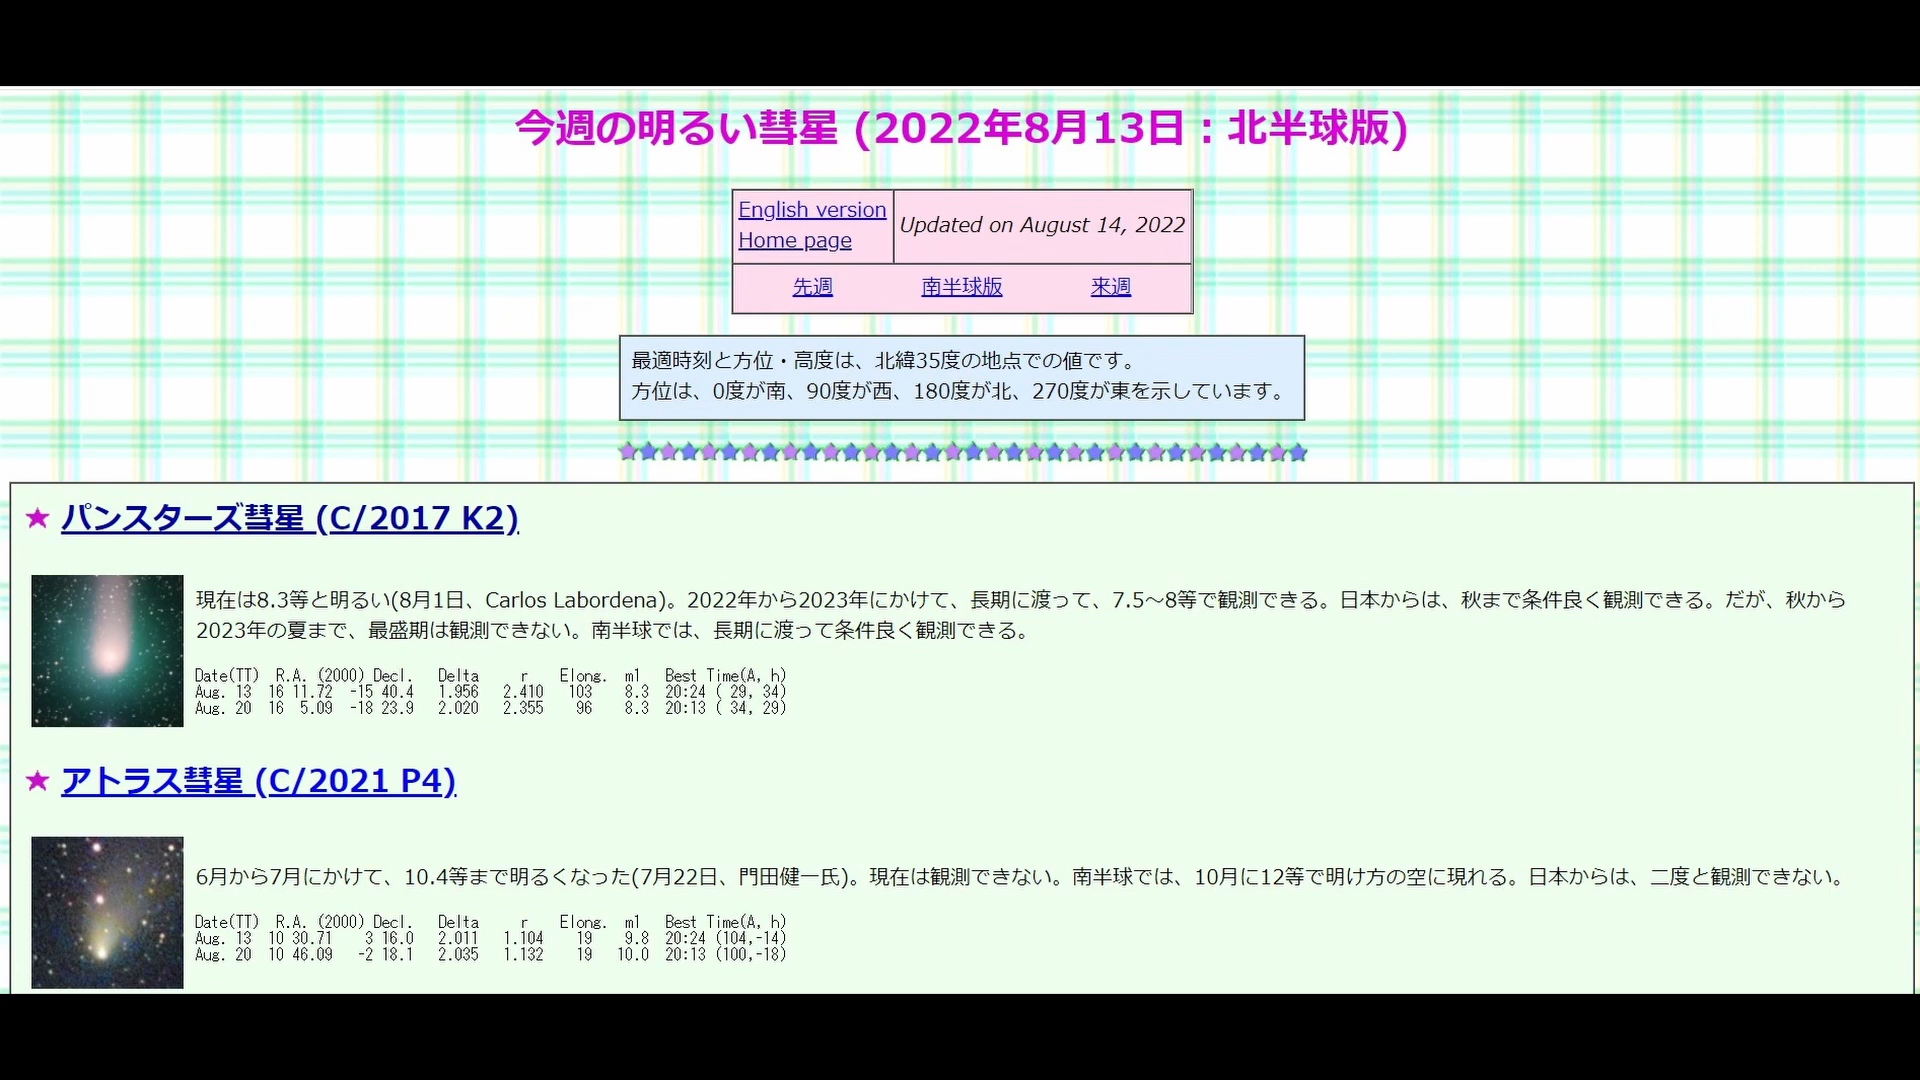 今週の明るい彗星 (2022年8月13日：北半球版)
English version
Home page
Updated on August 14, 2022
先週 南半球版 来週
最適時刻と方位・高度は、北緯35度の地点での値です。
方位は、0度が南、90度が西、180度が北、270度が東を示しています。
パンスターズ彗星 (C/2017 K2)
現在は8.3等と明るい(8月1日、Carlos Labordena)。2022年から2023年にかけて、長期に渡って、7.5～8等で観測できる。日本からは、秋まで条件良く観測できる。だが、秋から
2023年の夏まで、最盛期は観測できない。南半球では、長期に渡って条件良く観測できる。
Date(TT) R.A. (2000) Decl. Delta r Elong. m1 Best Time(A, h)
Aug. 13 16 11.72 -15 40.4 1.956 2.410 103 8.3 20:24 ( 29, 34)
Aug. 20 16 5.09 -18 23.9 2.020 2.355 96 8.3 20:13 ( 34, 29)
アトラス彗星 (C/2021 P4)
6月から7月にかけて、10.4等まで明るくなった(7月22日、門田健一氏)。現在は観測できない。南半球では、10月に12等で明け方の空に現れる。日本からは、二度と観測できない。
Date(TT) R.A. (2000) Decl. Delta r Elong. m1 Best Time(A, h)
Aug. 13 10 30.71 3 16.0 2.011 1.104 19 9.8 20:24 (104,-14)
Aug. 20 10 46.09 -2 18.1 2.035 1.132 19 10.0 20:13 (100,-18)